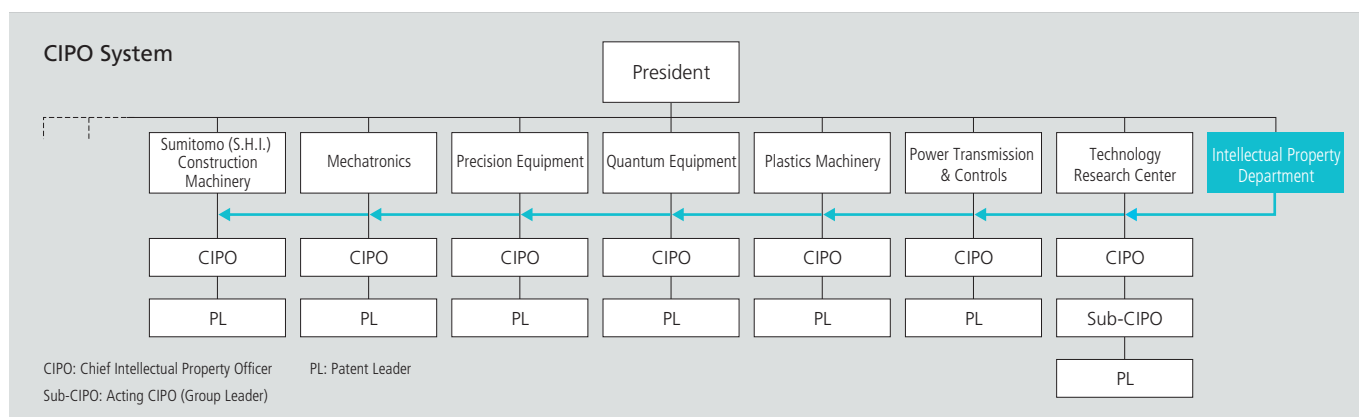 CIPO System
President
Sumitomo (S.H.I.)
Construction
Machinery
Mechatronics
Precision Equipment
Quantum Equipment
Plastics Machinery
Power Transmission
& Controls
Technology
Research Center
Intellectual Property
Department
CIPO
CIPO
CIPO
CIPO
CIPO
CIPO
CIPO
PL
PL
PL
PL
PL
PL
Sub-CIPO
PL
CIPO: Chief Intellectual Property Officer
PL: Patent Leader
Sub-CIPO: Acting CIPO (Group Leader)